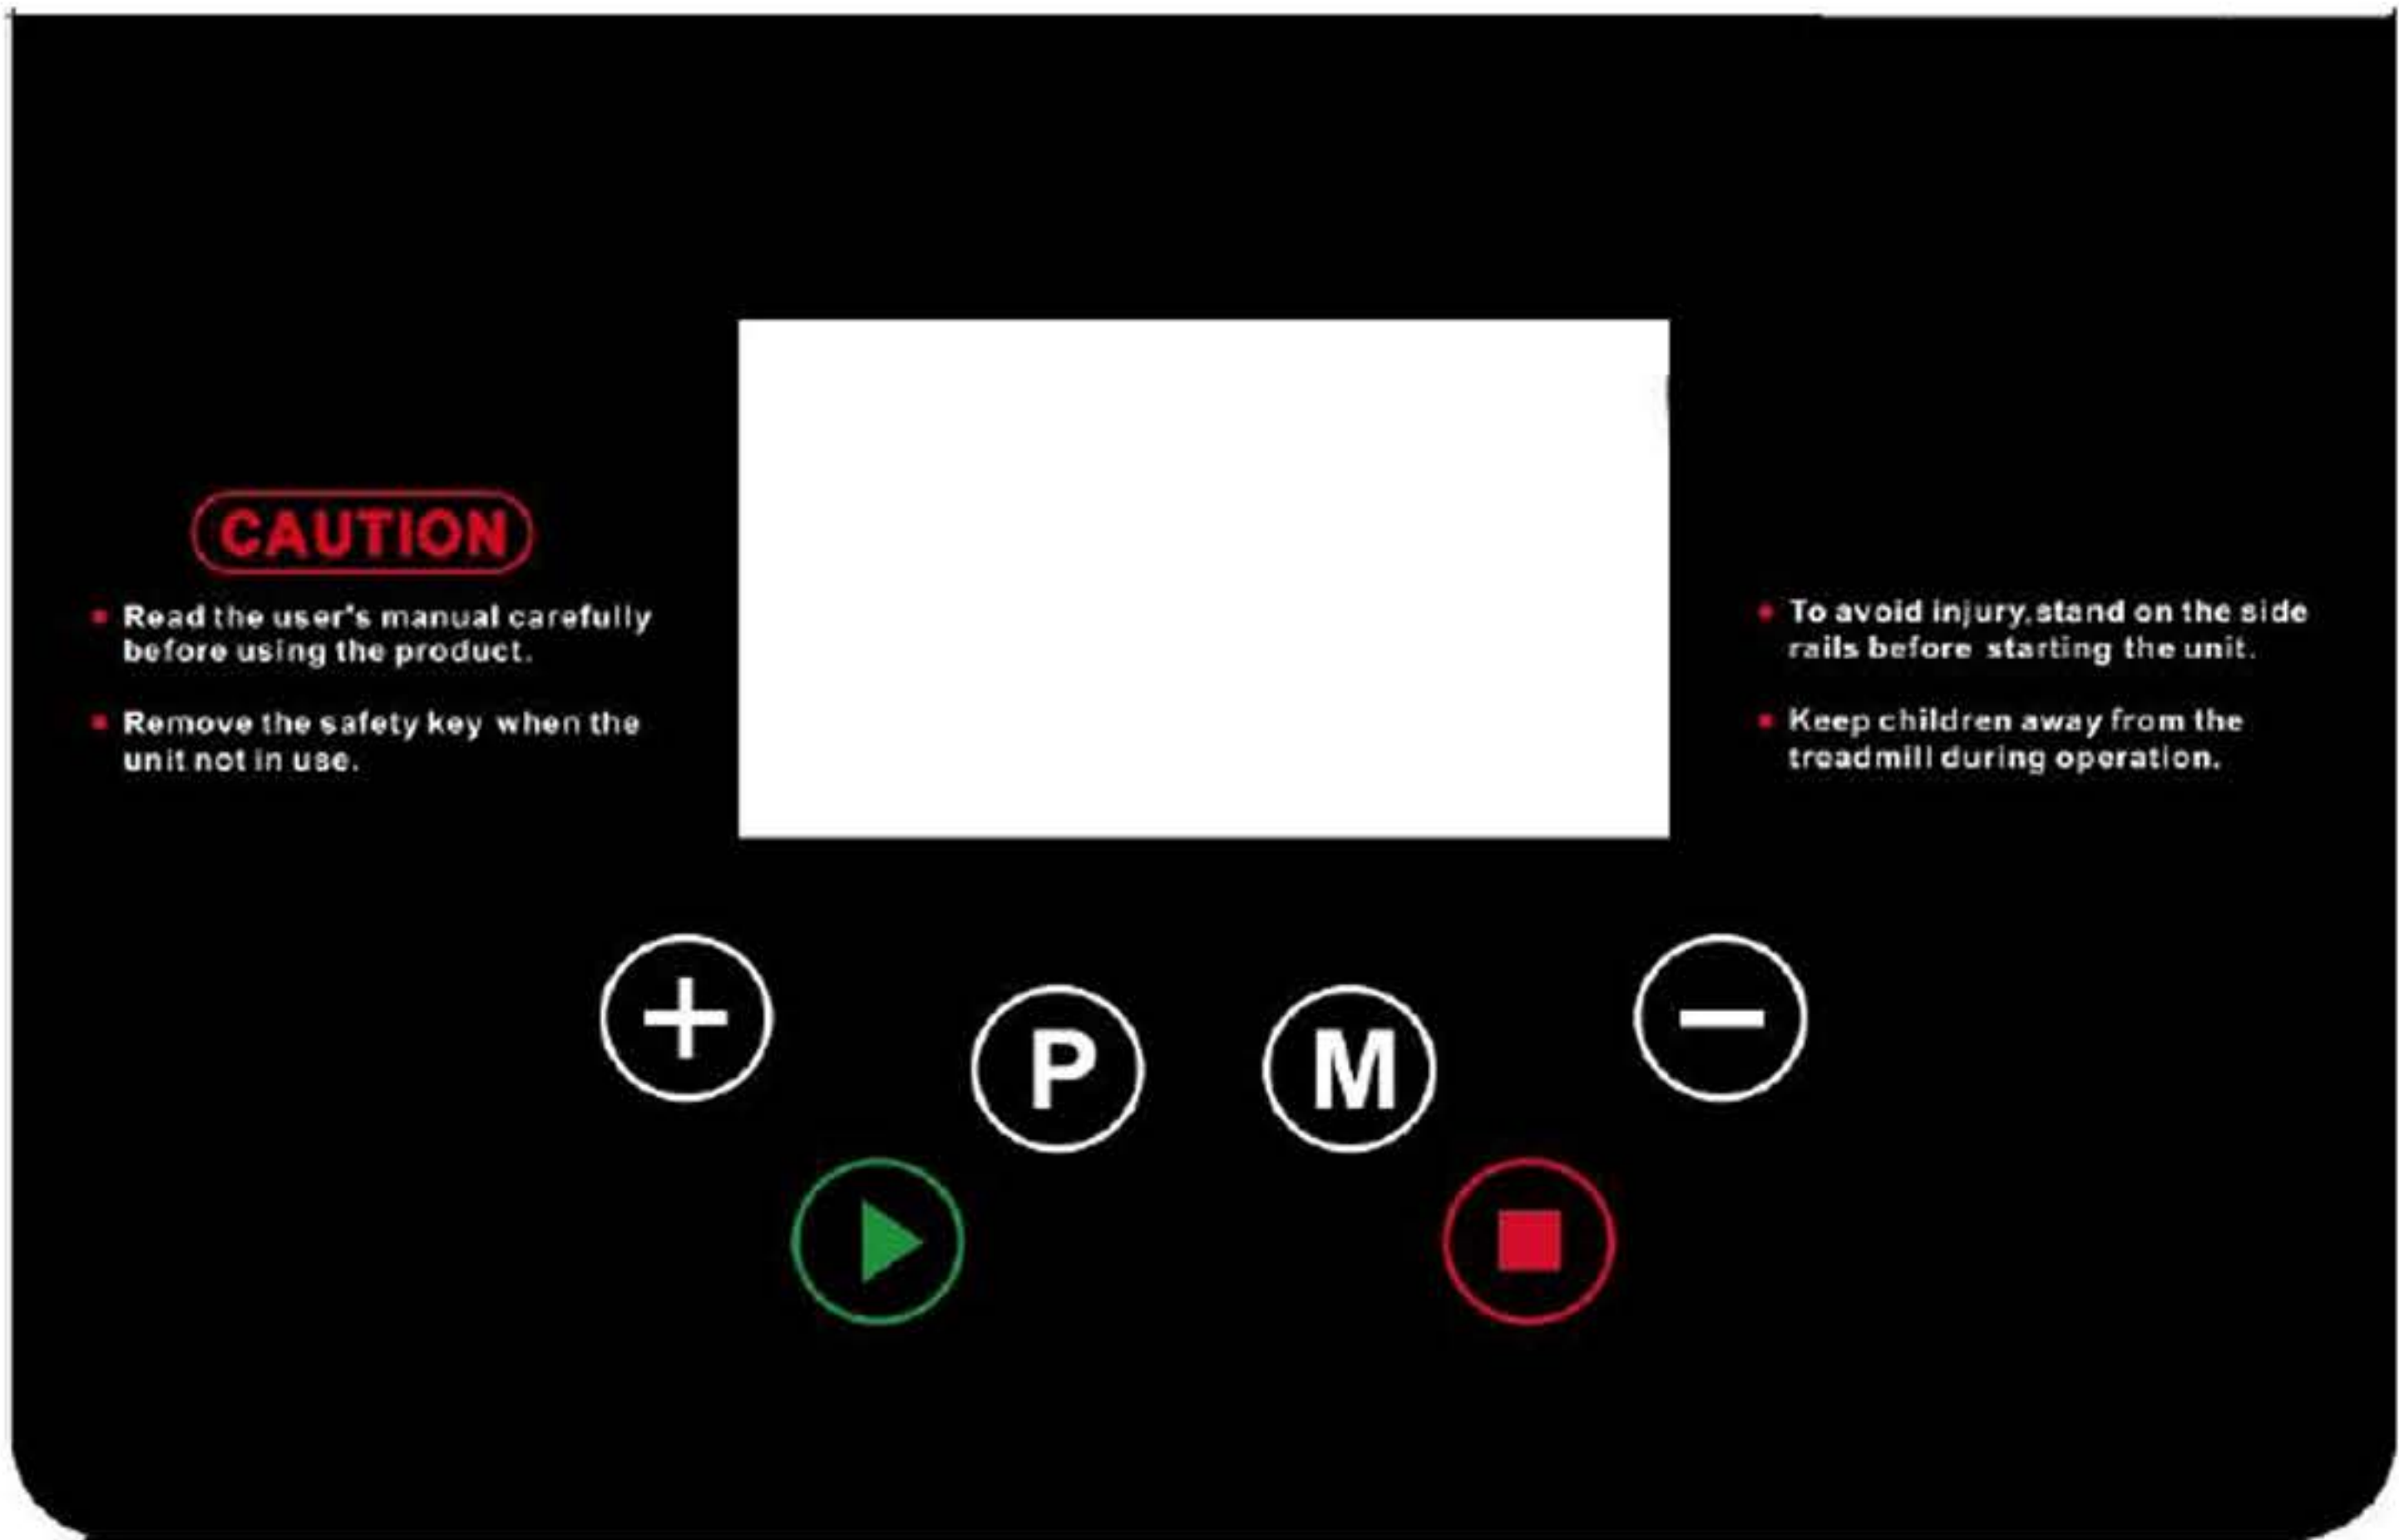 CAUTION
Read the user's manual carefully
before using the product.
Remove the safety key when the
unit not in use.
To avoid injury,stand on the side
rails before starting the unit.
Keep children away from the
treadmill during operation.
+
P
M
−